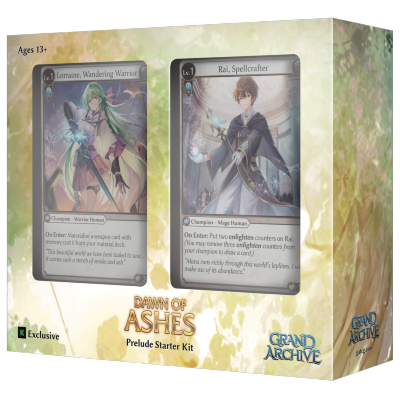 Ages 13+
Lv.1
Lorraine, Wandering Warrior
Champion - Warrior Human
On Enter: Materialize a weapon card with
memory cost 0 from your material deck.
"This beautiful world we have been tasked to save.
It carries such a stench of smoke and ash"
Lv.1
Rai, Spellcrafter
Champion - Mage Human
On Enter: Put two enlighten counters on Rai.
(You may remove three enlighten counters from
your champion to draw a card.)
"Mana runs richly through this world's leylines. I will
make use of its abundance."
DAWN OF
ASHES
Prelude Starter Kit
K Exclusive
GRAND
ARCHIVE